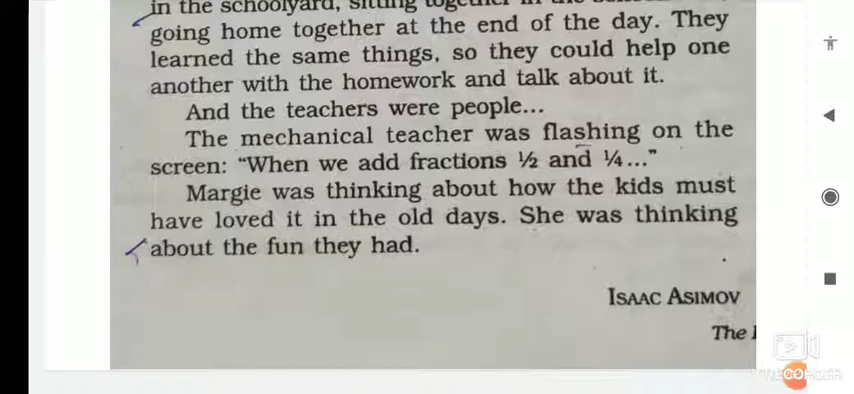 in the schoolyard, sitting together in the
going home together at the end of the day. They
learned the same things, so they could help one
another with the homework and talk about it.
And the teachers were people...
The mechanical teacher was flashing on the
screen: “When we add fractions ½ and ¼...”
Margie was thinking about how the kids must
have loved it in the old days. She was thinking
about the fun they had.
ISAAC ASIMOV
The
RECORDER